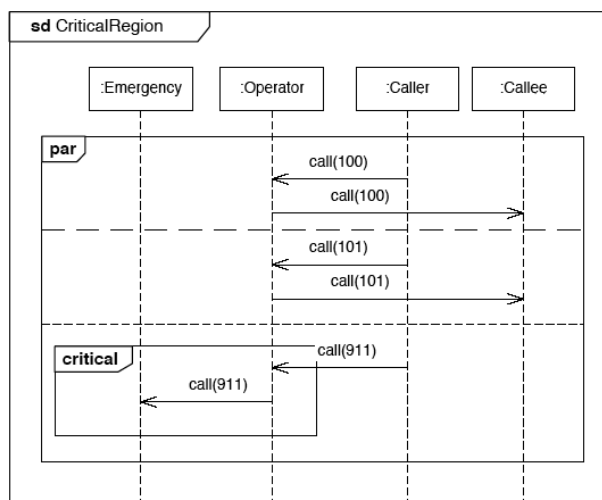 sd CriticalRegion
:Emergency :Operator :Caller :Callee
par
call(100)
call(100)
call(101)
call(101)
critical
call(911)
call(911)